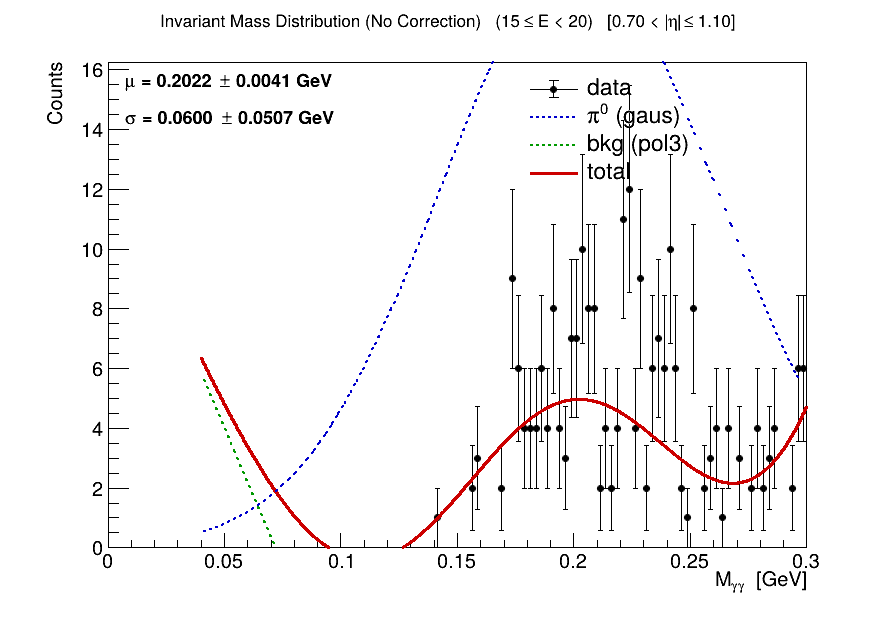 Invariant Mass Distribution (No Correction) (15 ≤ E < 20) [0.70 < |η| ≤ 1.10]
μ = 0.2022 ± 0.0041 GeV
σ = 0.0600 ± 0.0507 GeV
data
π⁰ (gaus)
bkg (pol3)
total
Counts
16
14
12
10
8
6
4
2
0
0 0.05 0.1 0.15 0.2 0.25 0.3
M_γγ [GeV]